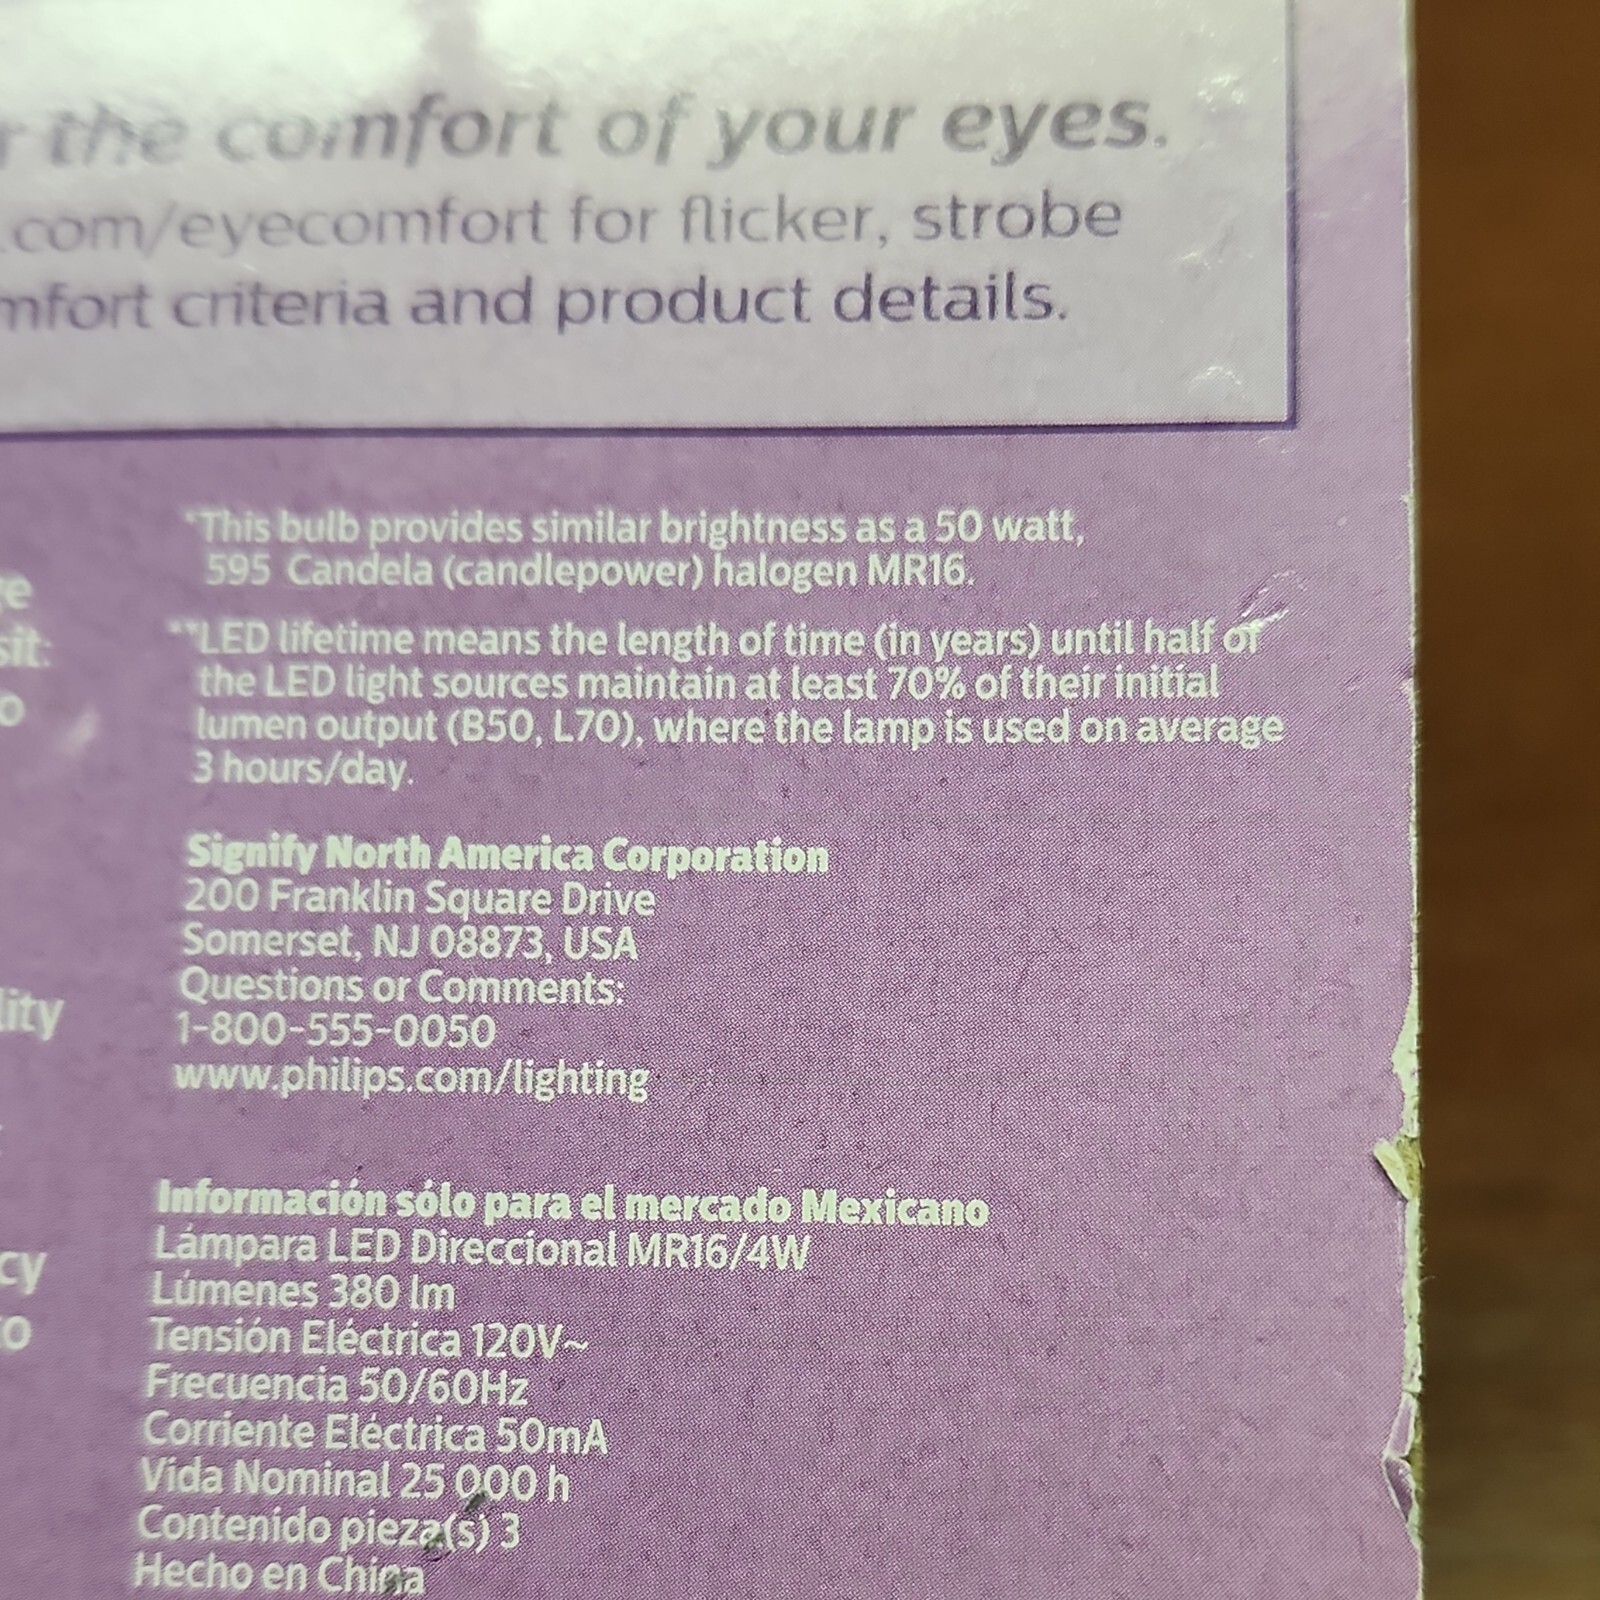 the comfort of your eyes.
.com/eyecomfort for flicker, strobe
mfort criteria and product details.
*This bulb provides similar brightness as a 50 watt,
595 Candela (candlepower) halogen MR16.
**LED lifetime means the length of time (in years) until half of
the LED light sources maintain at least 70% of their initial
lumen output (B50, L70), where the lamp is used on average
3 hours/day.
Signify North America Corporation
200 Franklin Square Drive
Somerset, NJ 08873, USA
Questions or Comments:
1-800-555-0050
www.philips.com/lighting
Información sólo para el mercado Mexicano
Lámpara LED Direccional MR16/4W
Lúmenes 380 lm
Tensión Eléctrica 120V~
Frecuencia 50/60Hz
Corriente Eléctrica 50mA
Vida Nominal 25 000 h
Contenido pieza(s) 3
Hecho en China